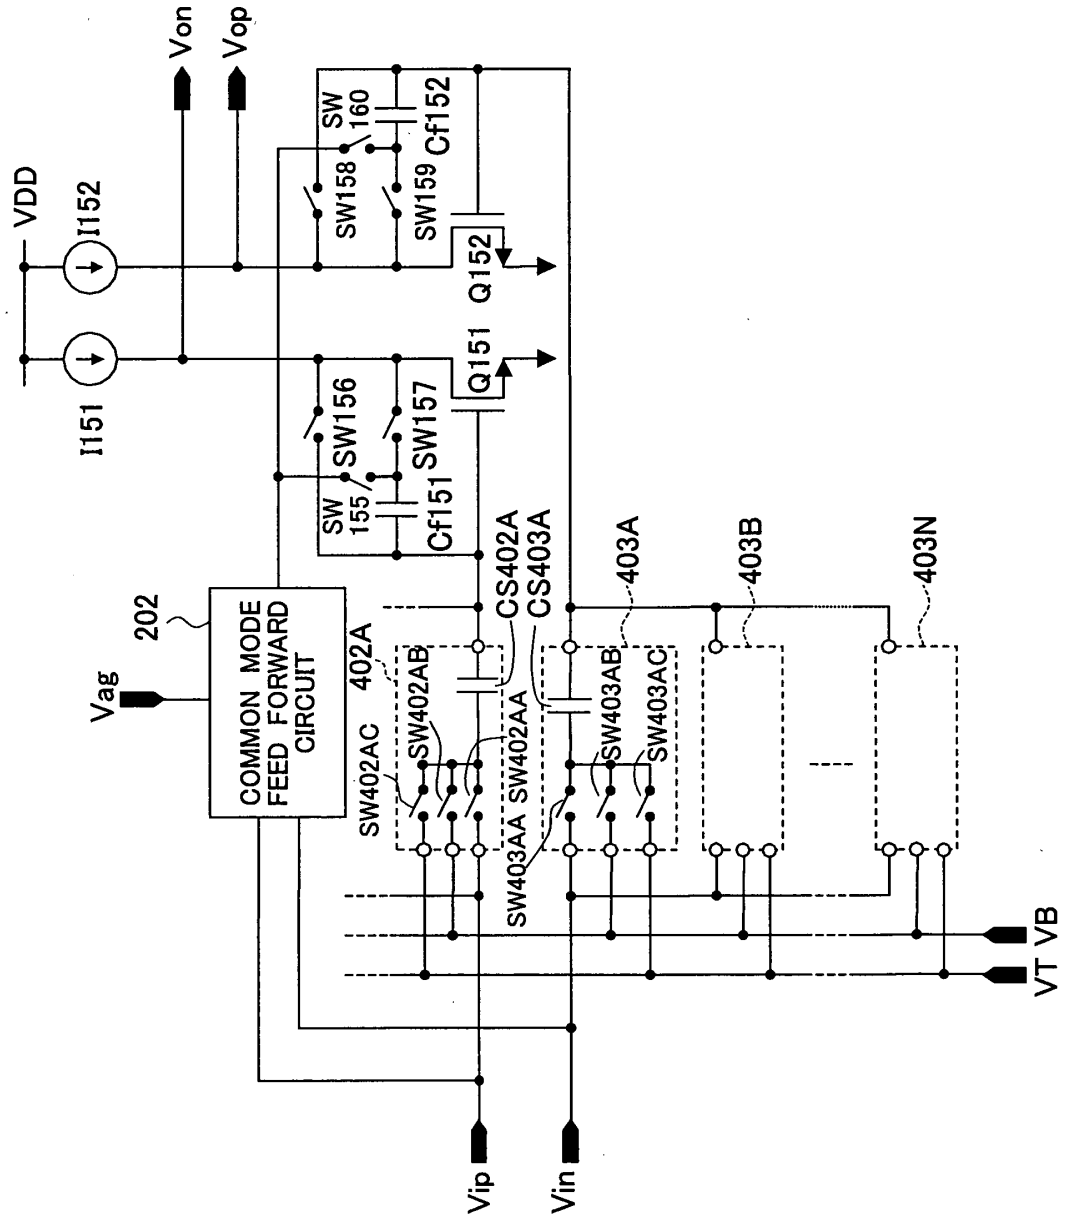 VDD
Von
Vop
I151
I152
SW
160
Cf152
SW158
SW159
Q152
Q151
SW156
SW157
SW
155
Cf151
Vag
202
COMMON MODE
FEED FORWARD
CIRCUIT
402A
CS402A
CS403A
403A
403B
403N
SW402AC
SW402AB
SW402AA
SW403AA
SW403AB
SW403AC
Vip
Vin
VT
VB